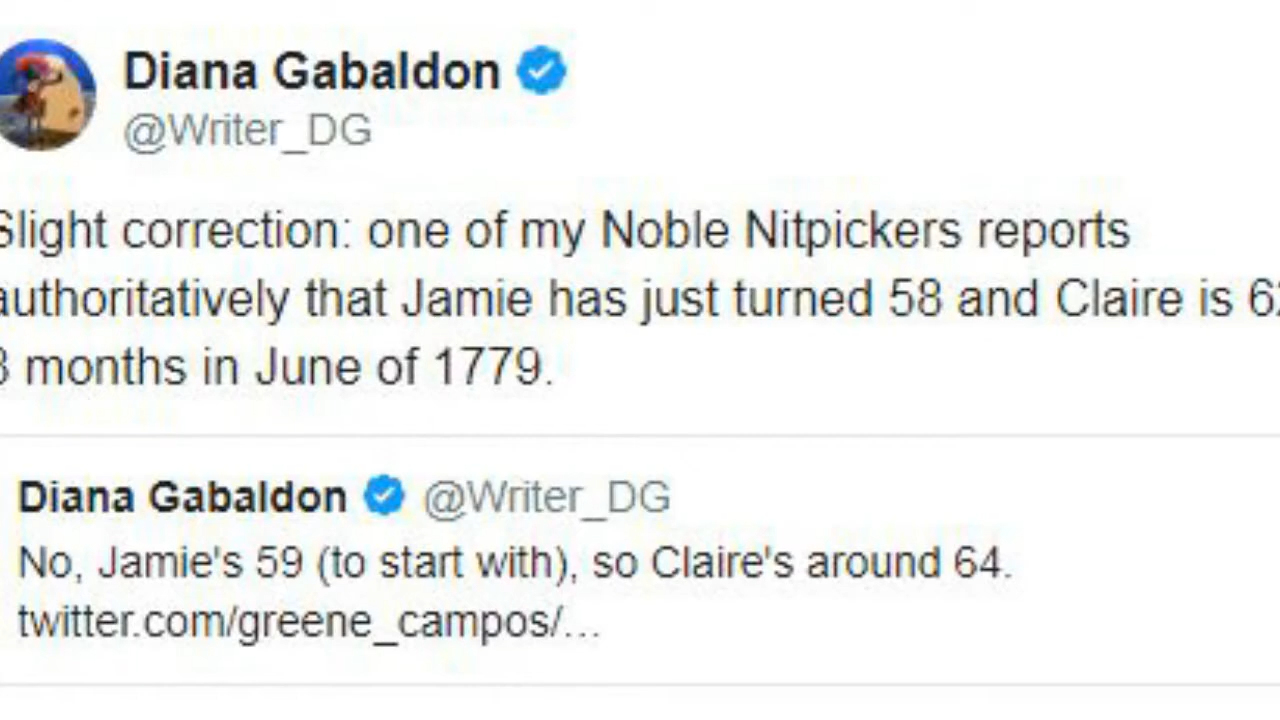 Diana Gabaldon
@Writer_DG
Slight correction: one of my Noble Nitpickers reports
authoritatively that Jamie has just turned 58 and Claire is
months in June of 1779.
Diana Gabaldon @Writer_DG
No, Jamie's 59 (to start with), so Claire's around 64.
twitter.com/greene_campos/…